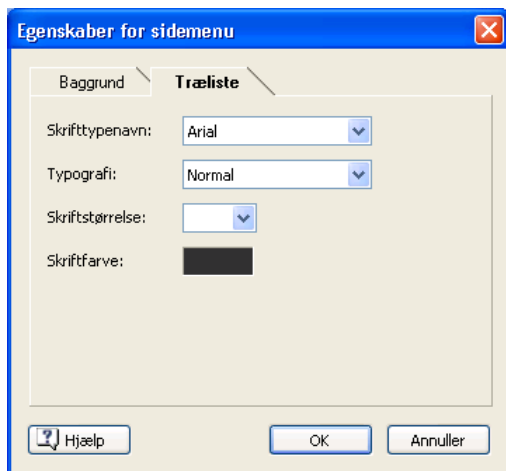 Egenskaber for sidemenu
Baggrund Træliste
Skrifttypenavn: Arial
Typografi: Normal
Skriftstørrelse:
Skriftfarve:
Hjælp OK Annuller